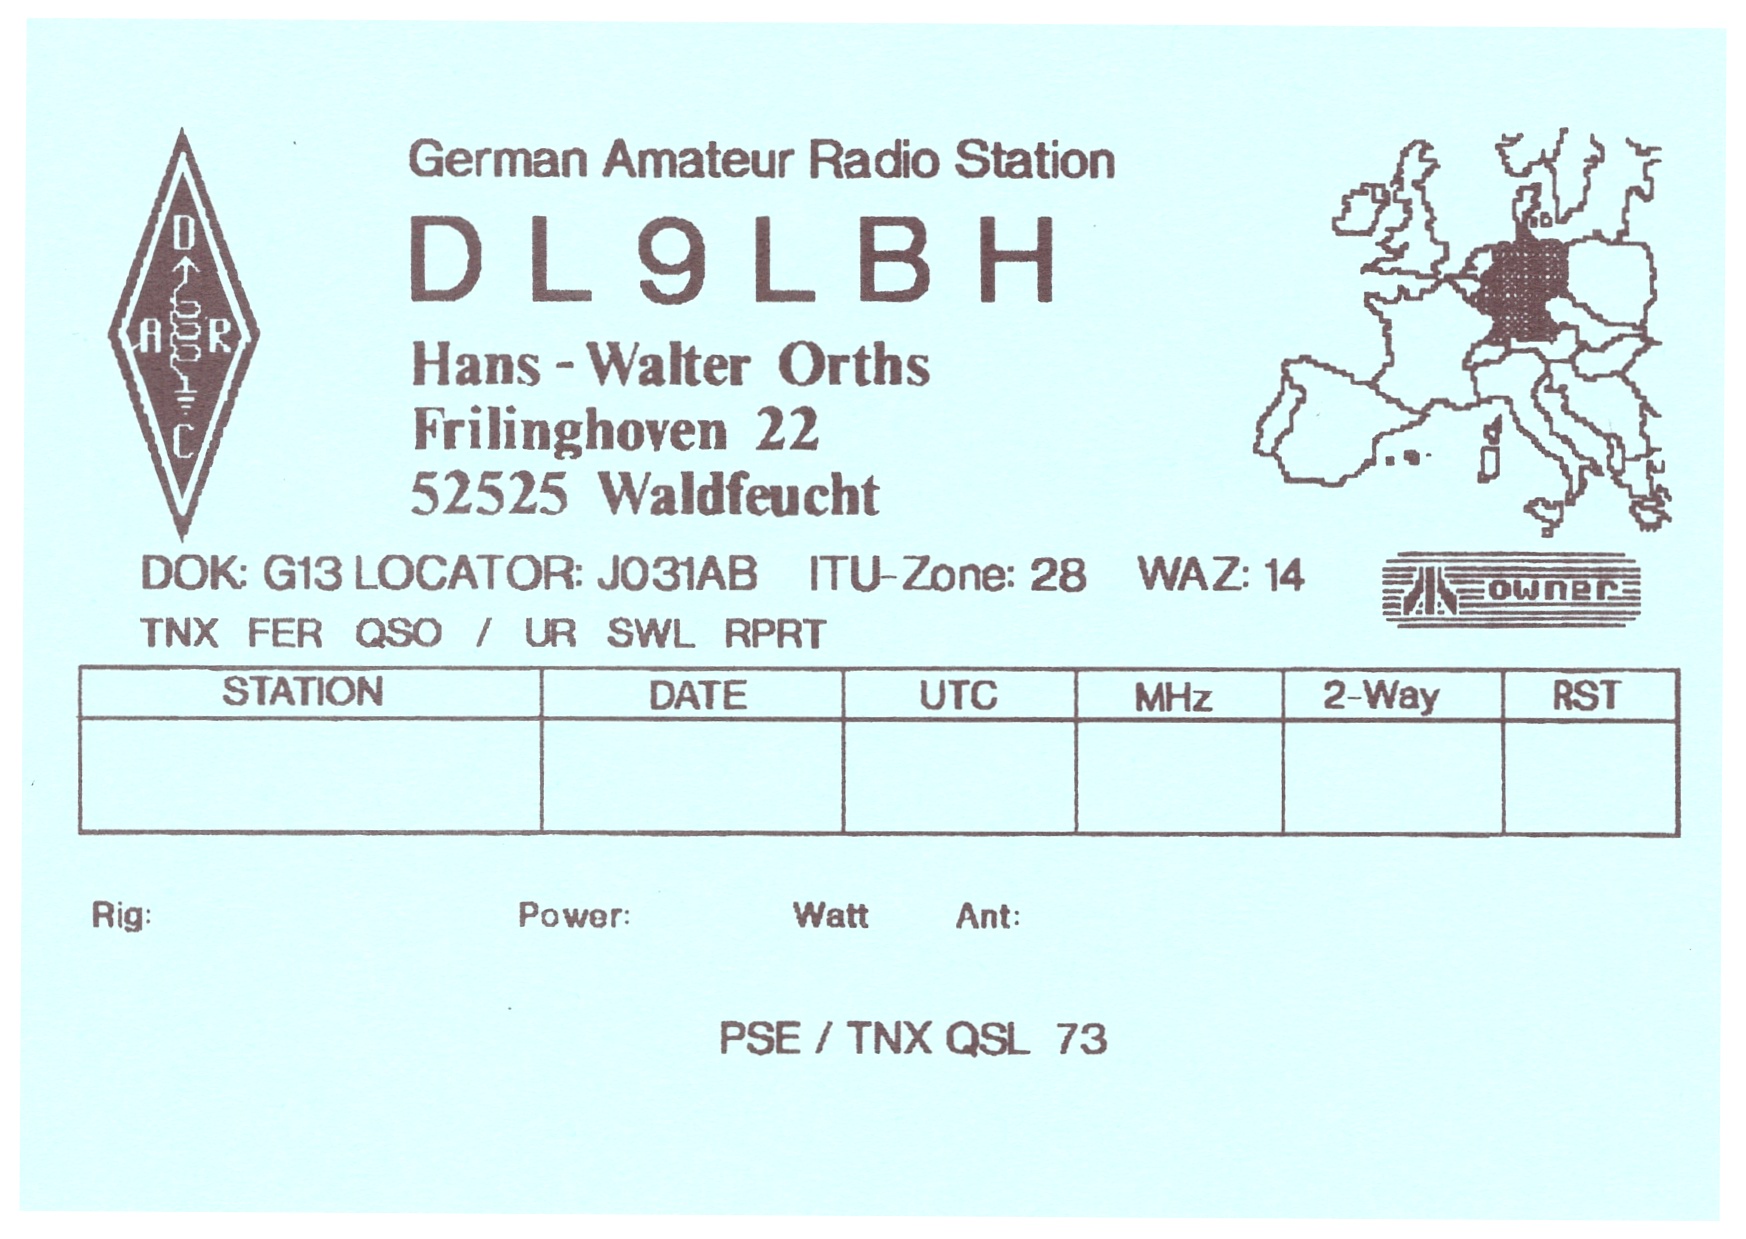 D
A R
C
German Amateur Radio Station
DL9LBH
Hans - Walter Orths
Frilinghoven 22
52525 Waldfeucht
DOK: G13 LOCATOR: JO31AB ITU-Zone: 28 WAZ: 14
owner
TNX FER QSO / UR SWL RPRT
STATION DATE UTC MHz 2-Way RST
Rig: Power: Watt Ant:
PSE / TNX QSL 73